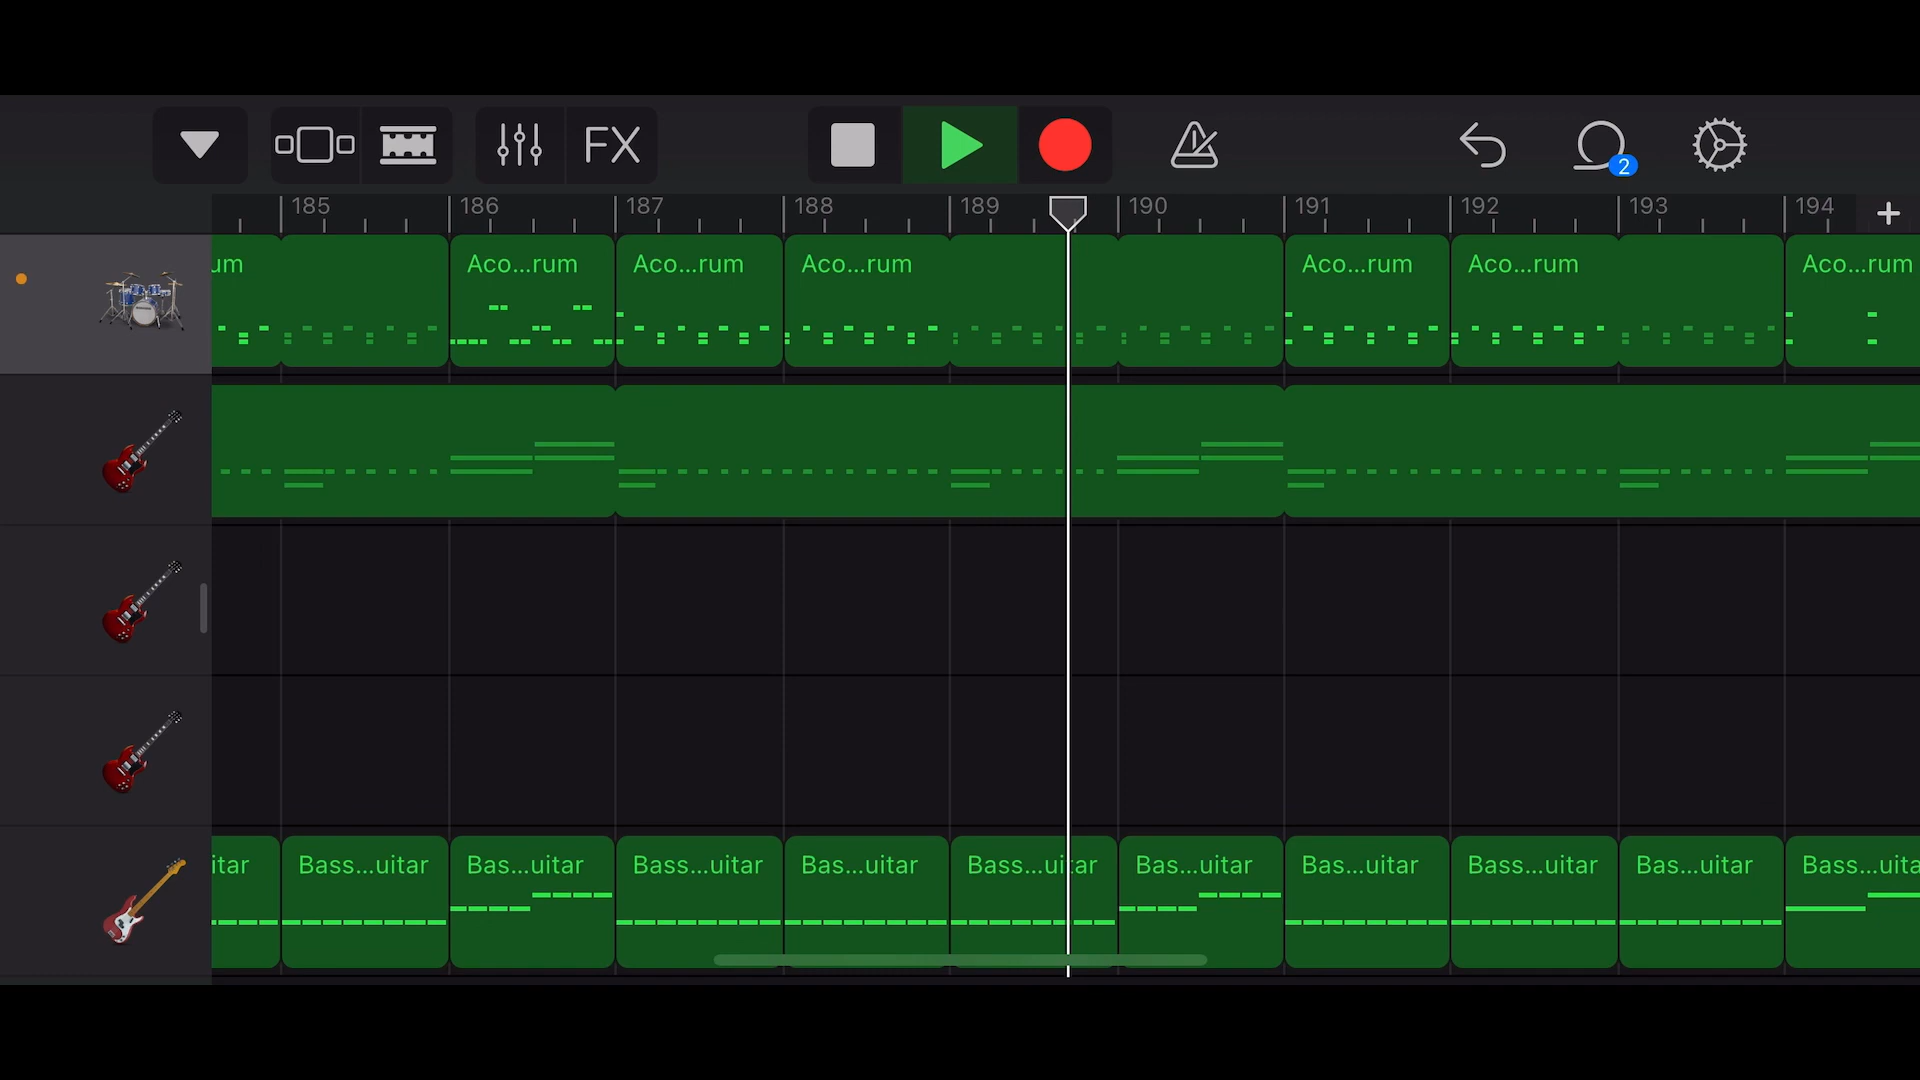 FX
2
185 186 187 188 189 190 191 192 193 194 +
um Aco...rum Aco...rum Aco...rum Aco...rum Aco...rum Aco...rum
itar Bass...uitar Bas...uitar Bass...uitar Bas...uitar Bass...uitar Bas...uitar Bas...uitar Bass...uitar Bas...uitar Bass...uita